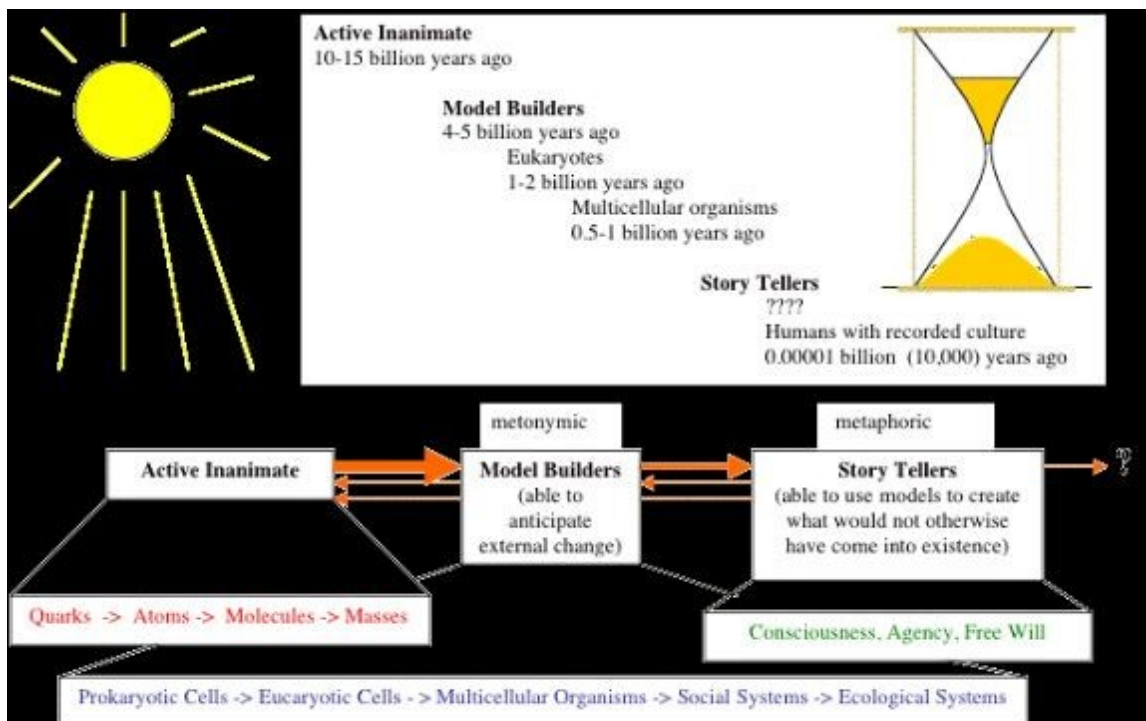 Active Inanimate
10-15 billion years ago
Model Builders
4-5 billion years ago
Eukaryotes
1-2 billion years ago
Multicellular organisms
0.5-1 billion years ago
Story Tellers
????
Humans with recorded culture
0.00001 billion (10,000) years ago
metonymic
metaphoric
Active Inanimate
Model Builders
(able to
anticipate
external change)
Story Tellers
(able to use models to create
what would not otherwise
have come into existence)
?
Quarks -> Atoms -> Molecules -> Masses
Consciousness, Agency, Free Will
Prokaryotic Cells -> Eucaryotic Cells - > Multicellular Organisms -> Social Systems -> Ecological Systems